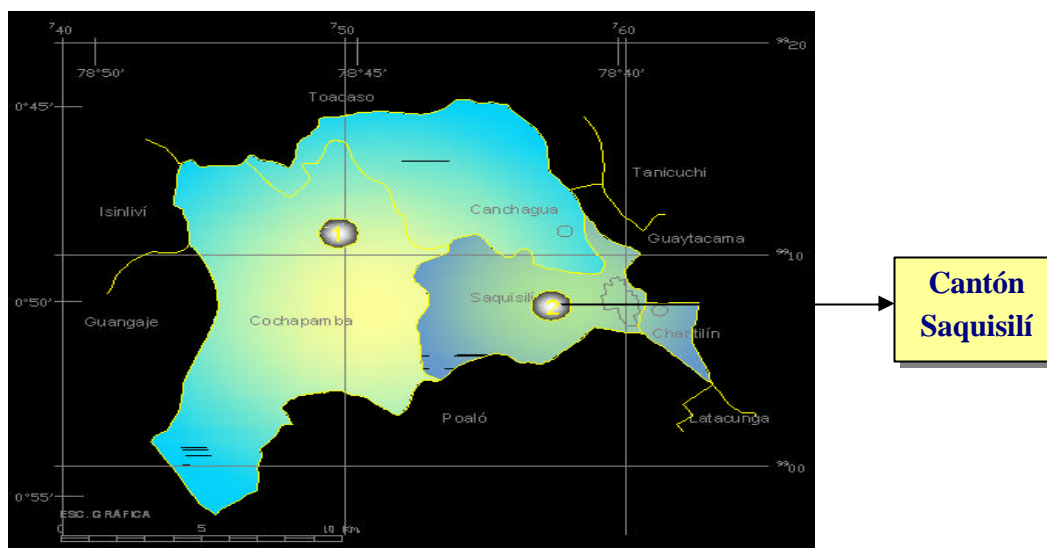 740
750
760
9920
78°50'
78°45'
78°40'
Toacaso
0°45'
Tanicuchi
Isinliví
Canchagua
1
Guaytacama
9910
Saquisilí
2
0°50'
Guangaje
Cochapamba
Chantilín
Poaló
Latacunga
9900
0°55'
ESC. GRÁFICA
0
5
10 Km.
Cantón
Saquisilí